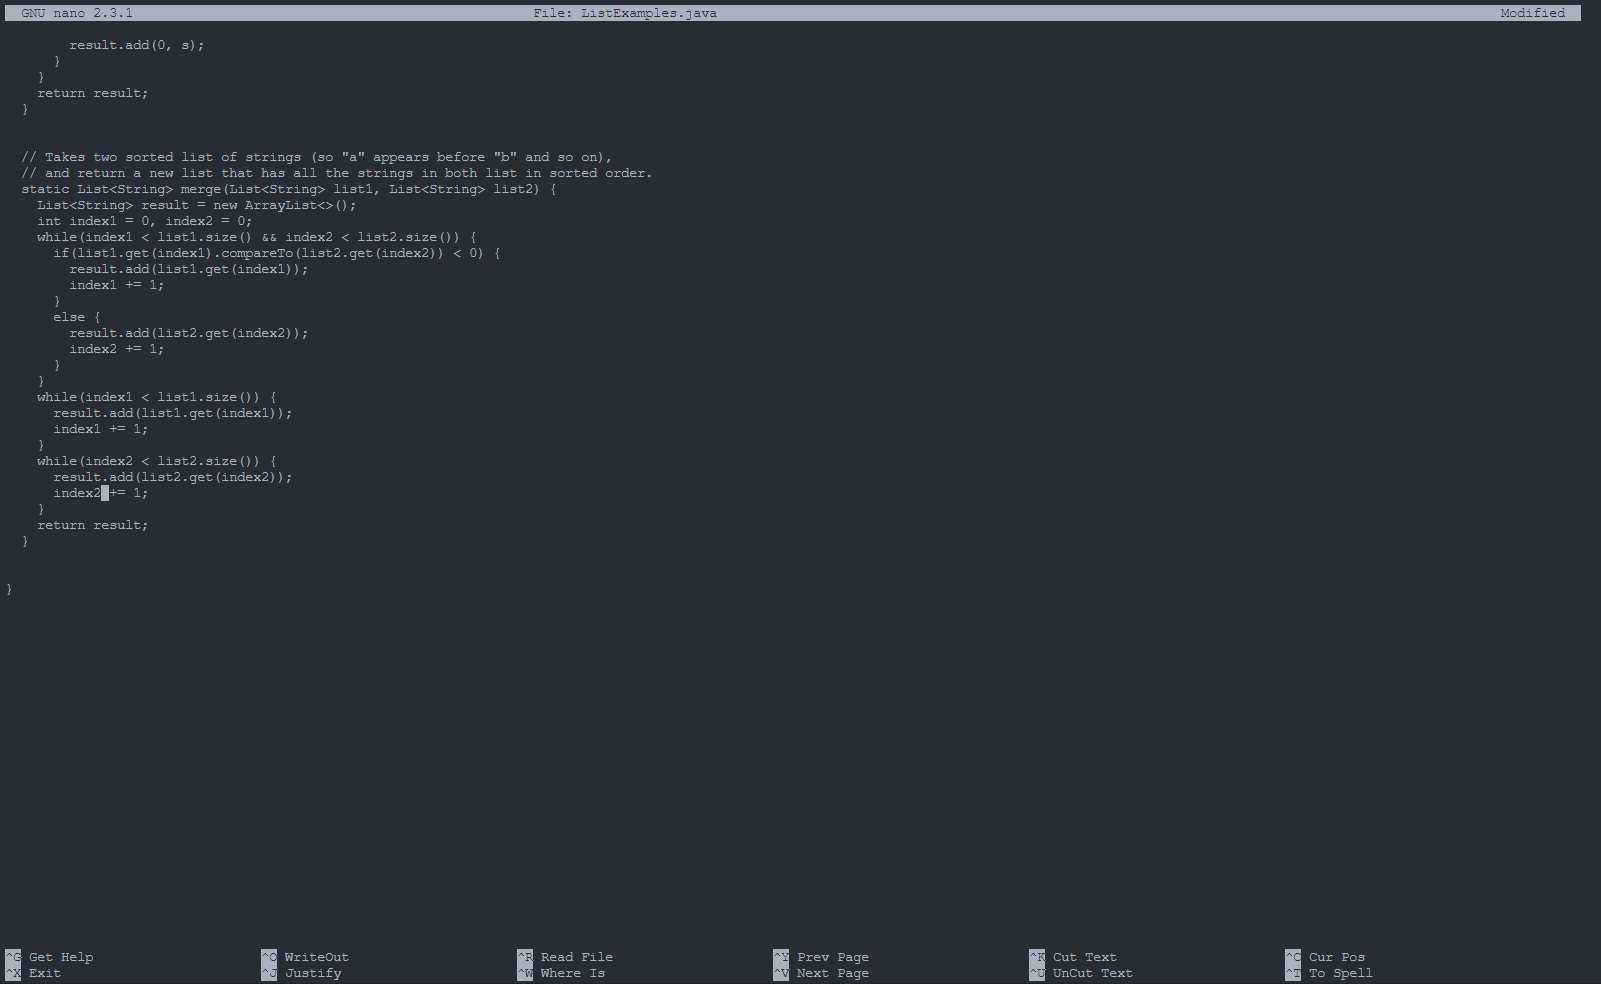 GNU nano 2.3.1 File: ListExamples.java Modified
        result.add(0, s);
      }
    }
    return result;
  }
  // Takes two sorted list of strings (so "a" appears before "b" and so on),
  // and return a new list that has all the strings in both list in sorted order.
  static List<String> merge(List<String> list1, List<String> list2) {
    List<String> result = new ArrayList<>();
    int index1 = 0, index2 = 0;
    while(index1 < list1.size() && index2 < list2.size()) {
      if(list1.get(index1).compareTo(list2.get(index2)) < 0) {
        result.add(list1.get(index1));
        index1 += 1;
      }
      else {
        result.add(list2.get(index2));
        index2 += 1;
      }
    }
    while(index1 < list1.size()) {
      result.add(list1.get(index1));
      index1 += 1;
    }
    while(index2 < list2.size()) {
      result.add(list2.get(index2));
      index2 += 1;
    }
    return result;
  }
}
^G Get Help ^O WriteOut ^R Read File ^Y Prev Page ^K Cut Text ^C Cur Pos
^X Exit ^J Justify ^W Where Is ^V Next Page ^U UnCut Text ^T To Spell